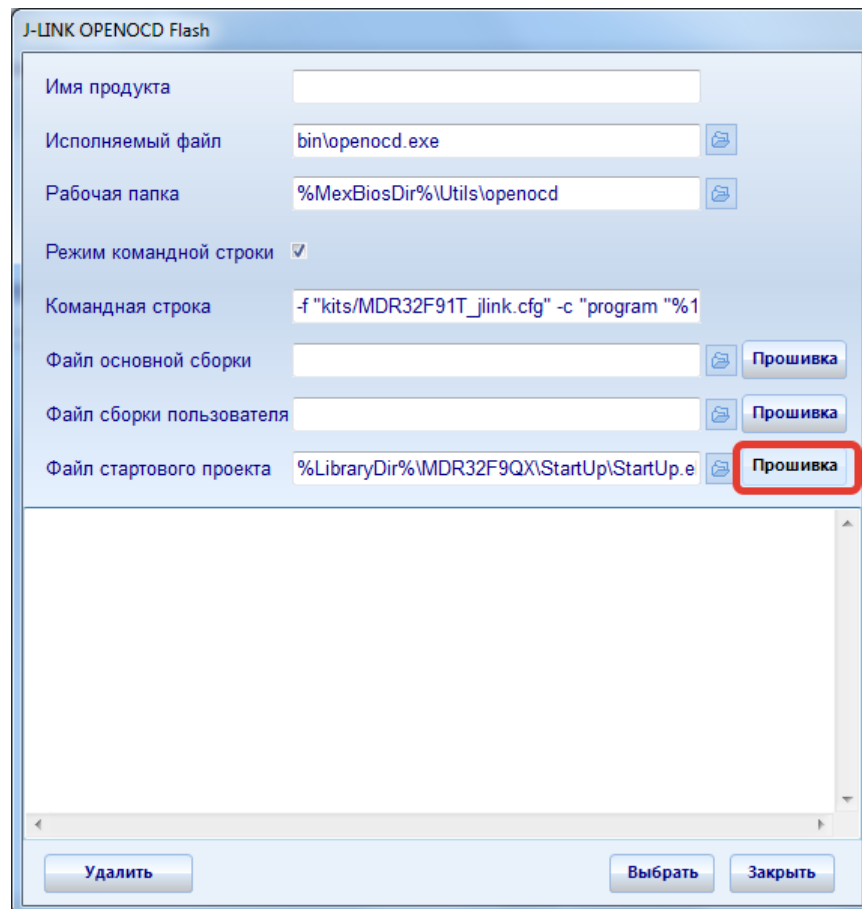 J-LINK OPENOCD Flash
Имя продукта
Исполняемый файл bin\openocd.exe
Рабочая папка %MexBiosDir%\Utils\openocd
Режим командной строки
Командная строка -f "kits/MDR32F91T_jlink.cfg" -c "program "%1
Файл основной сборки Прошивка
Файл сборки пользователя Прошивка
Файл стартового проекта %LibraryDir%\MDR32F9QX\StartUp\StartUp.e Прошивка
Удалить Выбрать Закрыть